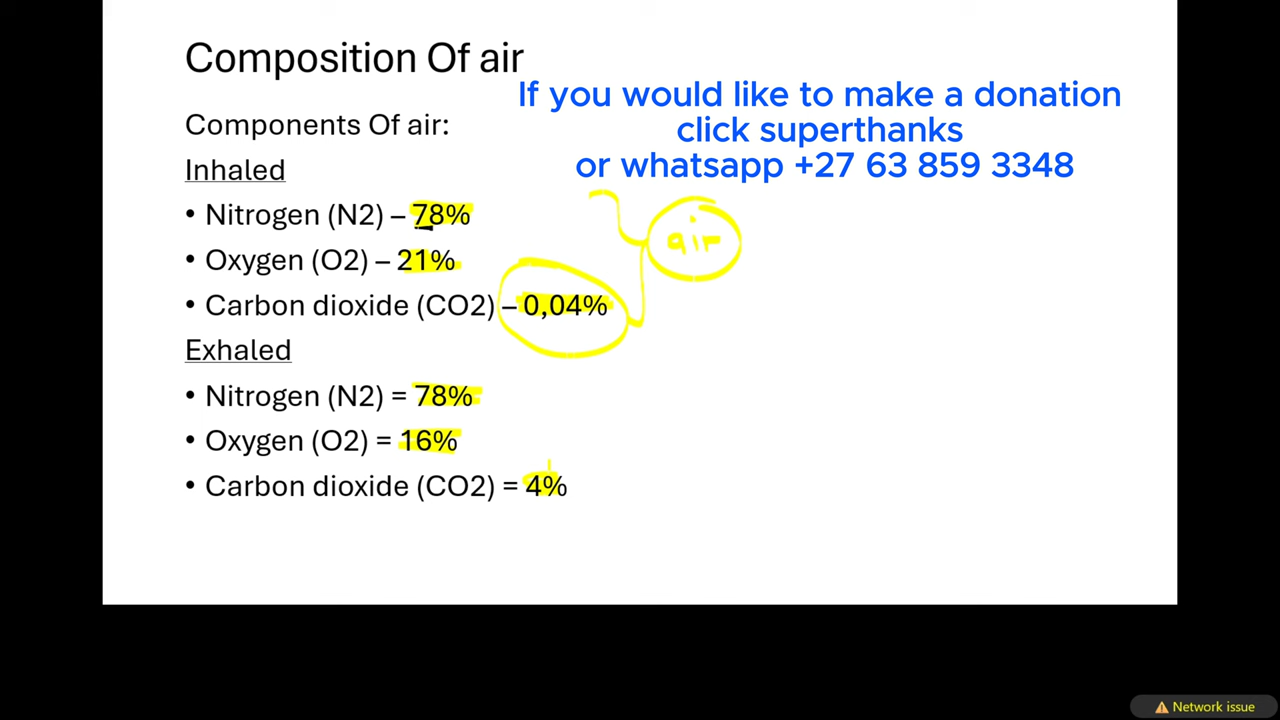 Composition Of air
If you would like to make a donation
click superthanks
or whatsapp +27 63 859 3348
Components Of air:
Inhaled
• Nitrogen (N2) – 78%
• Oxygen (O2) – 21%
• Carbon dioxide (CO2) – 0,04%
air
Exhaled
• Nitrogen (N2) = 78%
• Oxygen (O2) = 16%
• Carbon dioxide (CO2) = 4%
⚠ Network issue